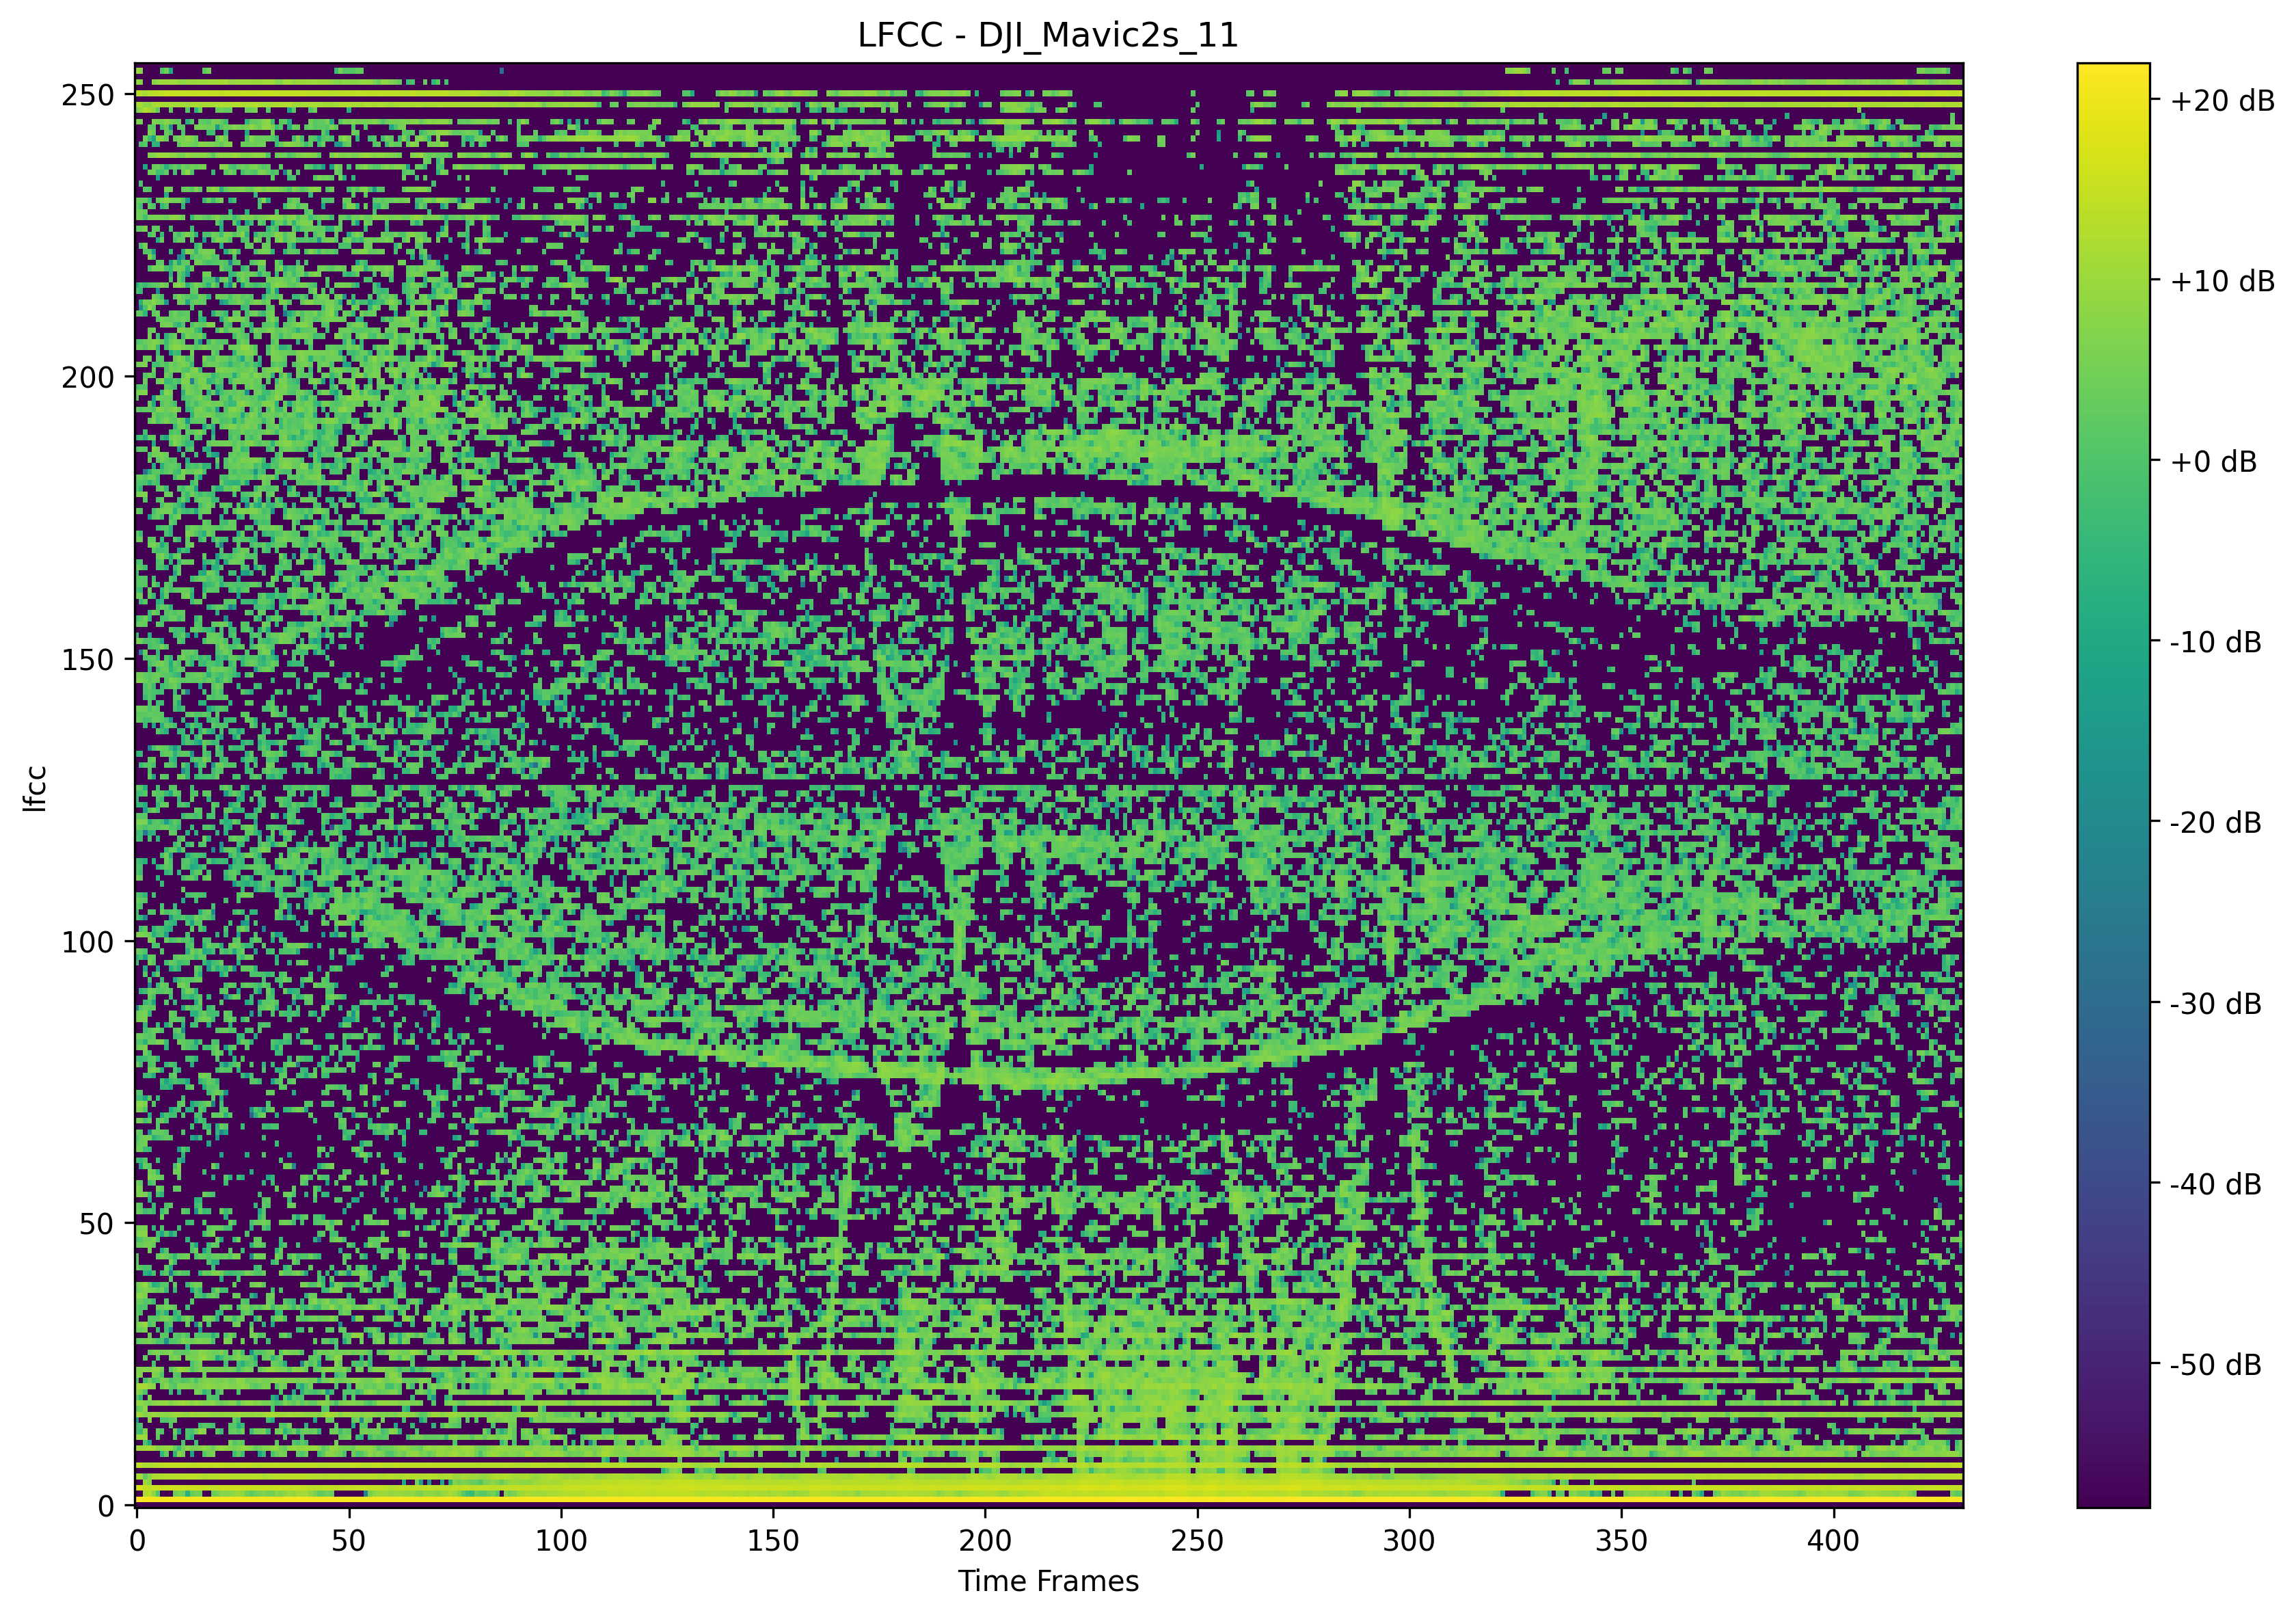 LFCC - DJI_Mavic2s_11
250
200
150
100
50
0
lfcc
0 50 100 150 200 250 300 350 400
Time Frames
+20 dB
+10 dB
+0 dB
-10 dB
-20 dB
-30 dB
-40 dB
-50 dB